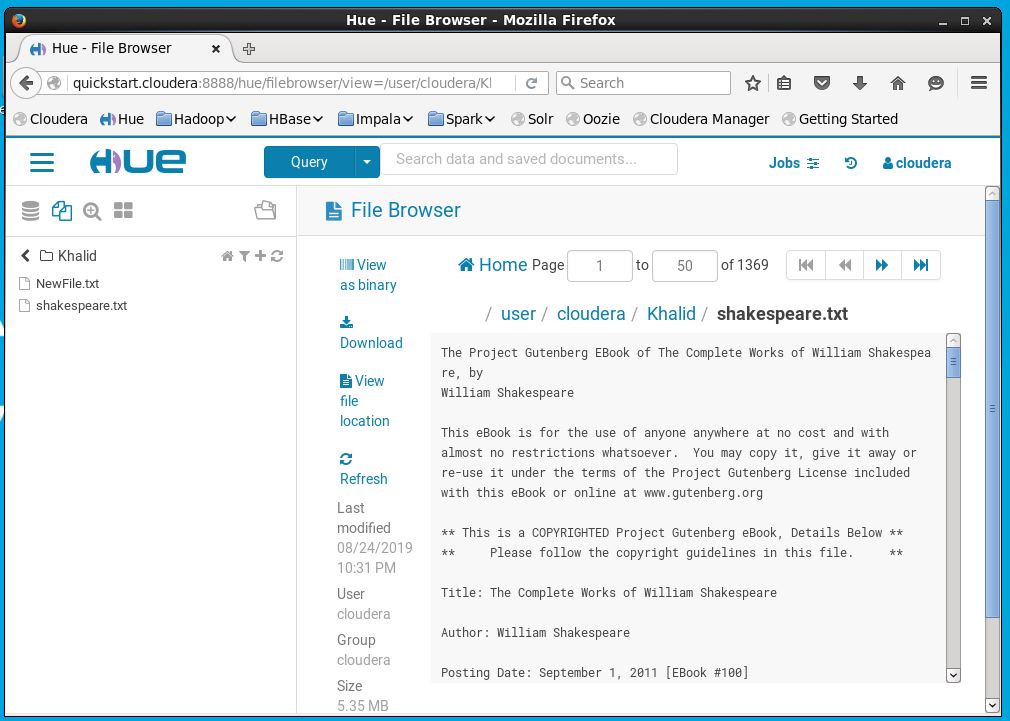 Hue - File Browser - Mozilla Firefox
Hue - File Browser
quickstart.cloudera:8888/hue/filebrowser/view=/user/cloudera/Kl
Search
Cloudera Hue Hadoop HBase Impala Spark Solr Oozie Cloudera Manager Getting Started
HUE Query Search data and saved documents... Jobs cloudera
File Browser
Khalid
NewFile.txt
shakespeare.txt
View
as binary
Download
View
file
location
Refresh
Last
modified
08/24/2019
10:31 PM
User
cloudera
Group
cloudera
Size
5.35 MB
Home Page 1 to 50 of 1369
/ user / cloudera / Khalid / shakespeare.txt
The Project Gutenberg EBook of The Complete Works of William Shakespea
re, by
William Shakespeare
This eBook is for the use of anyone anywhere at no cost and with
almost no restrictions whatsoever.  You may copy it, give it away or
re-use it under the terms of the Project Gutenberg License included
with this eBook or online at www.gutenberg.org
** This is a COPYRIGHTED Project Gutenberg eBook, Details Below **
**     Please follow the copyright guidelines in this file.     **
Title: The Complete Works of William Shakespeare
Author: William Shakespeare
Posting Date: September 1, 2011 [EBook #100]